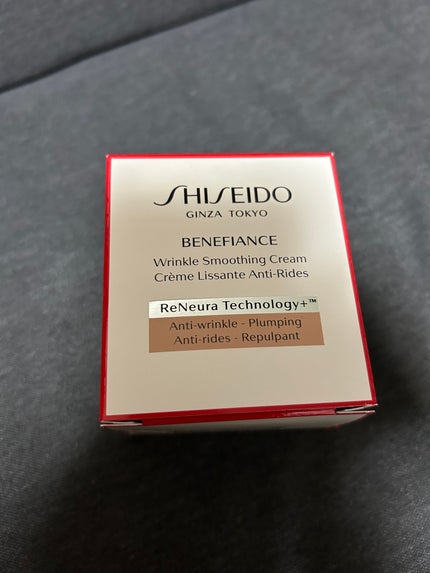 SHISEIDO
GINZA TOKYO
BENEFIANCE
Wrinkle Smoothing Cream
Crème Lissante Anti-Rides
ReNeura Technology+™
Anti-wrinkle - Plumping
Anti-rides - Repulpant